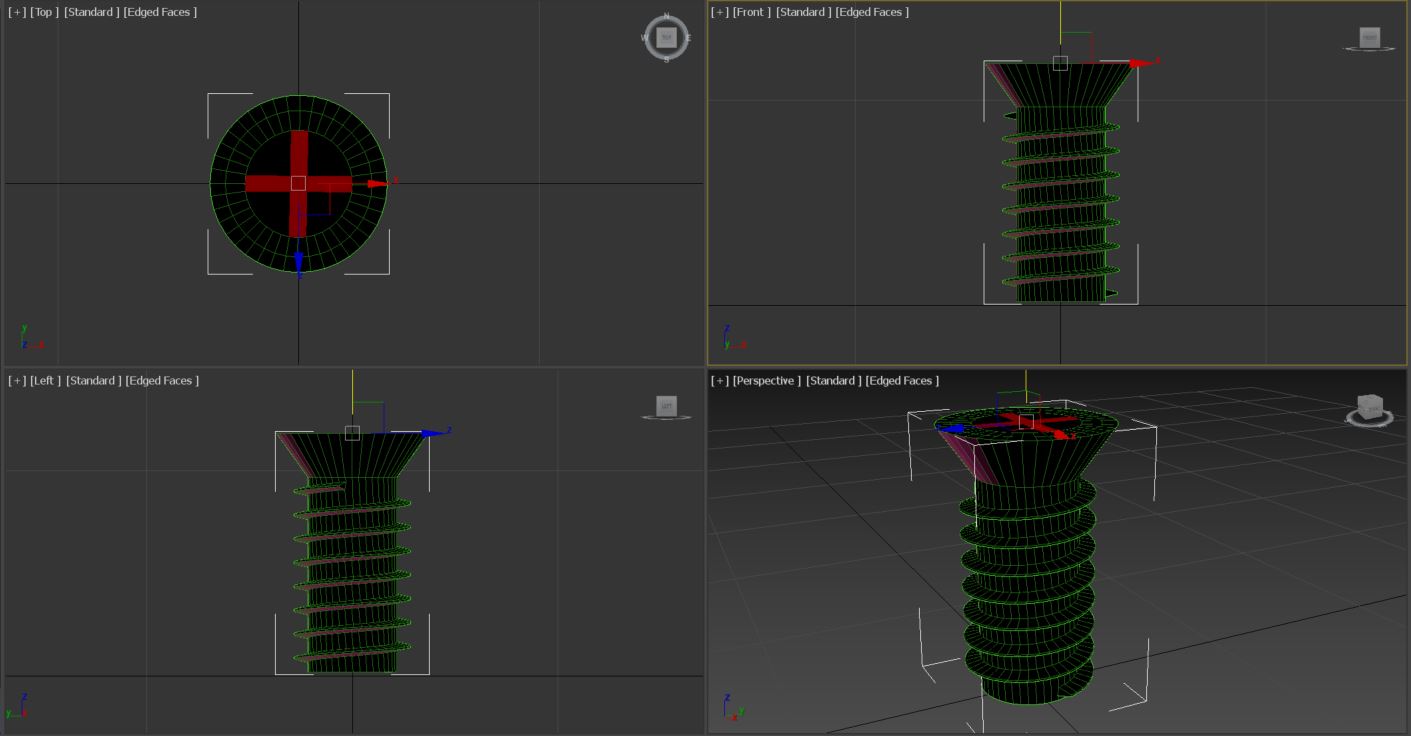 [+] [Top ] [Standard ] [Edged Faces ]
N
W TOP E
S
x
z
y
z x
[+] [Front ] [Standard ] [Edged Faces ]
FRONT
x
z
y x
[+] [Left ] [Standard ] [Edged Faces ]
LEFT
z
z
y x
[+] [Perspective ] [Standard ] [Edged Faces ]
x
z
y
x